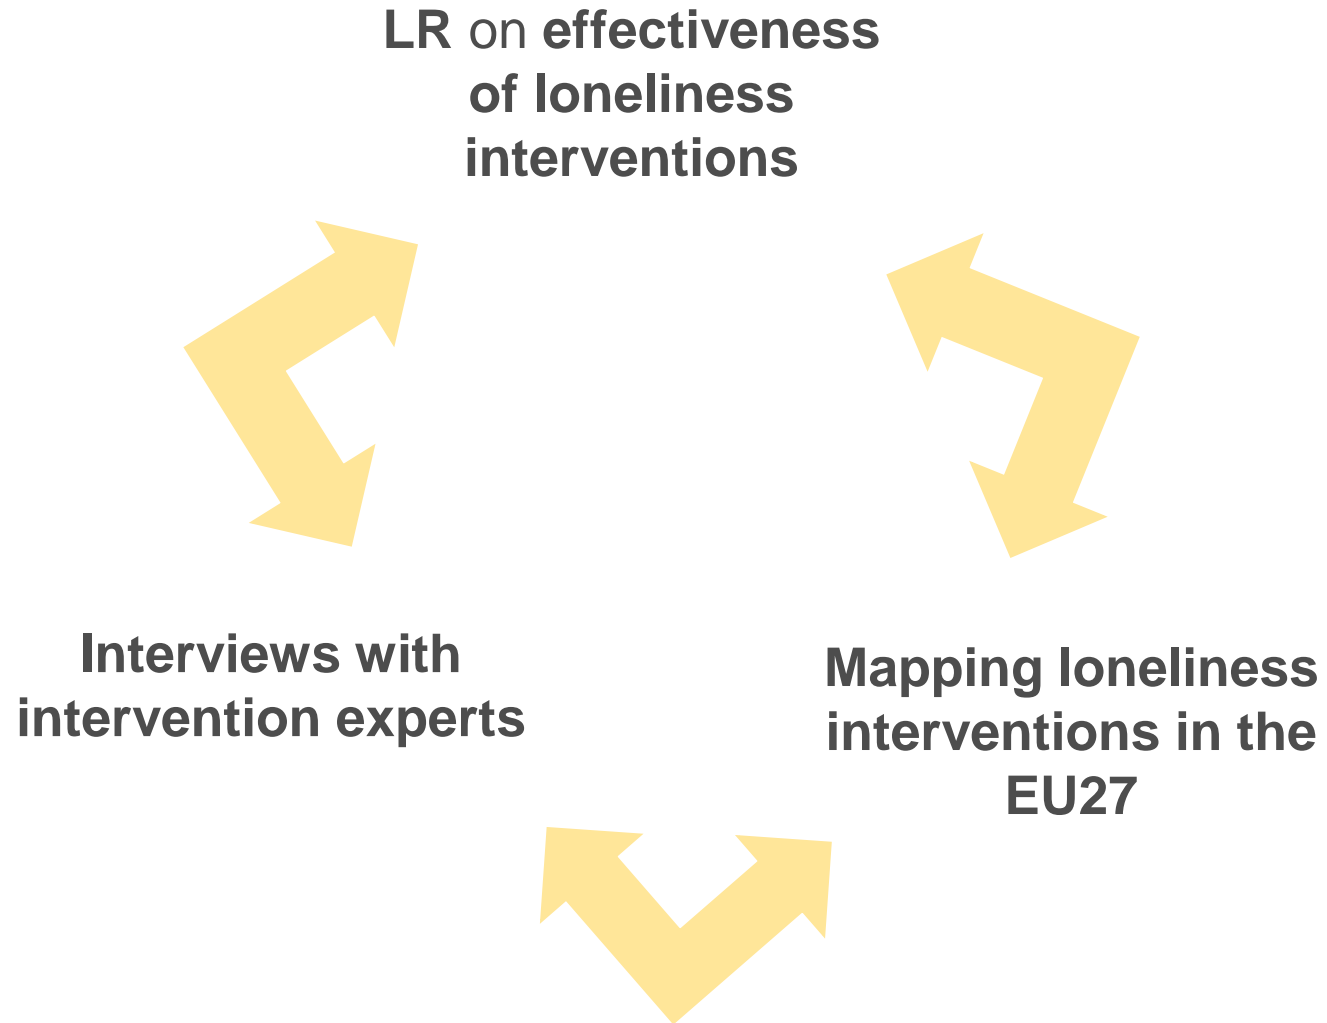 LR on effectiveness
of loneliness
interventions
Interviews with
intervention experts
Mapping loneliness
interventions in the
EU27